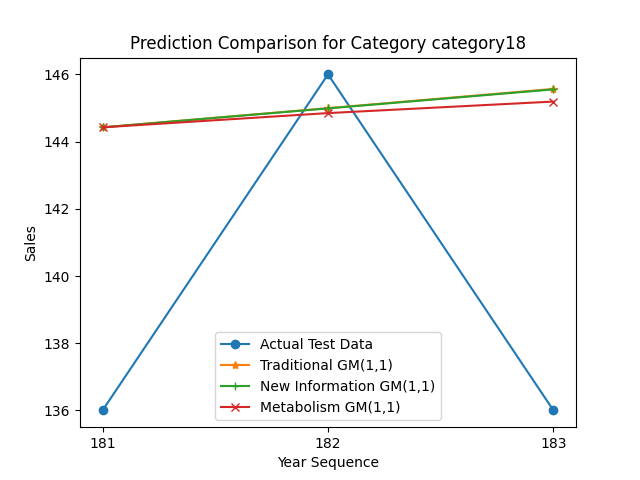 Prediction Comparison for Category category18
146
144
142
140
138
136
Sales
Actual Test Data
Traditional GM(1,1)
New Information GM(1,1)
Metabolism GM(1,1)
181
182
183
Year Sequence